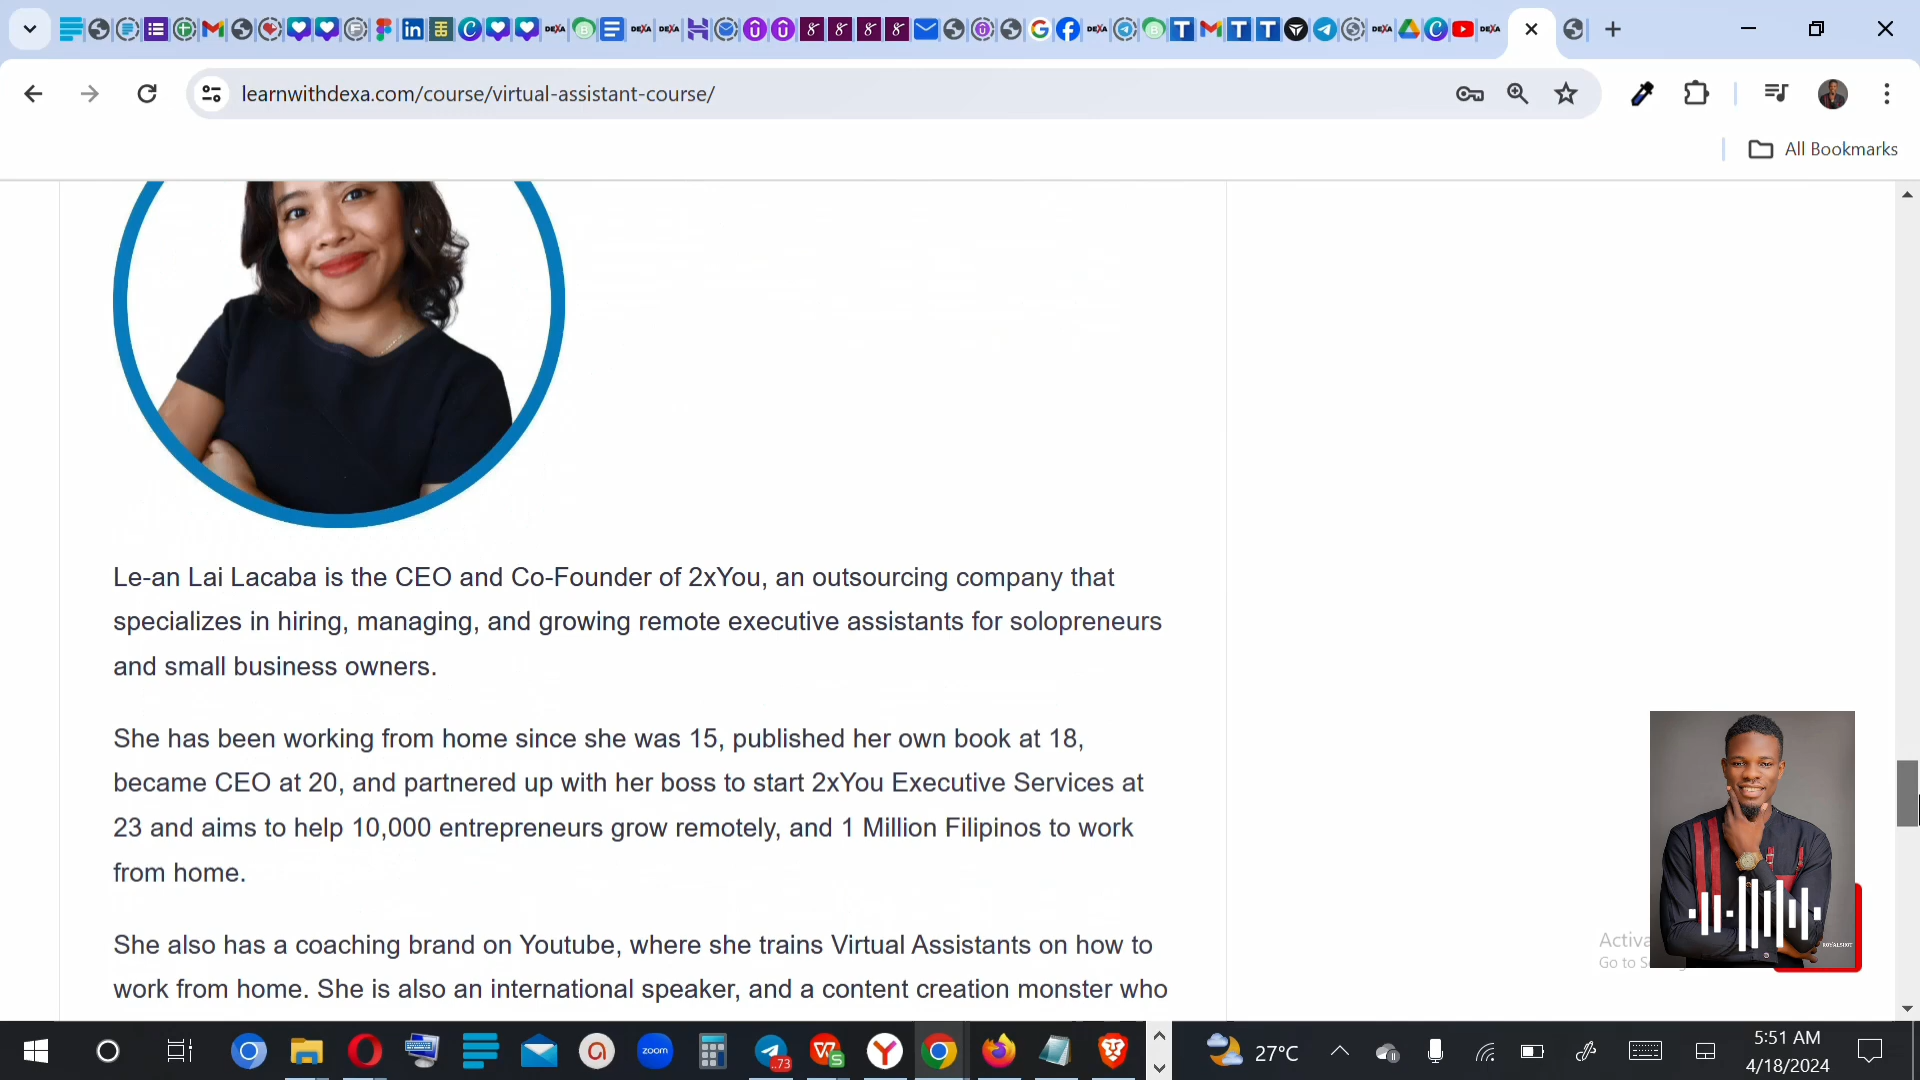 learnwithdexa.com/course/virtual-assistant-course/
All Bookmarks
Le-an Lai Lacaba is the CEO and Co-Founder of 2xYou, an outsourcing company that
specializes in hiring, managing, and growing remote executive assistants for solopreneurs
and small business owners.
She has been working from home since she was 15, published her own book at 18,
became CEO at 20, and partnered up with her boss to start 2xYou Executive Services at
23 and aims to help 10,000 entrepreneurs grow remotely, and 1 Million Filipinos to work
from home.
She also has a coaching brand on Youtube, where she trains Virtual Assistants on how to
work from home. She is also an international speaker, and a content creation monster who
Activa
Go to S
ROYALSHOT
zoom
..73
27°C
5:51 AM
4/18/2024